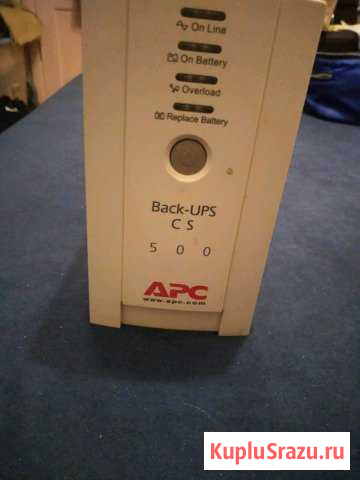 On Line
On Battery
Overload
Replace Battery
Back-UPS
CS
500
APC
www.apc.com
KupluSrazu.ru